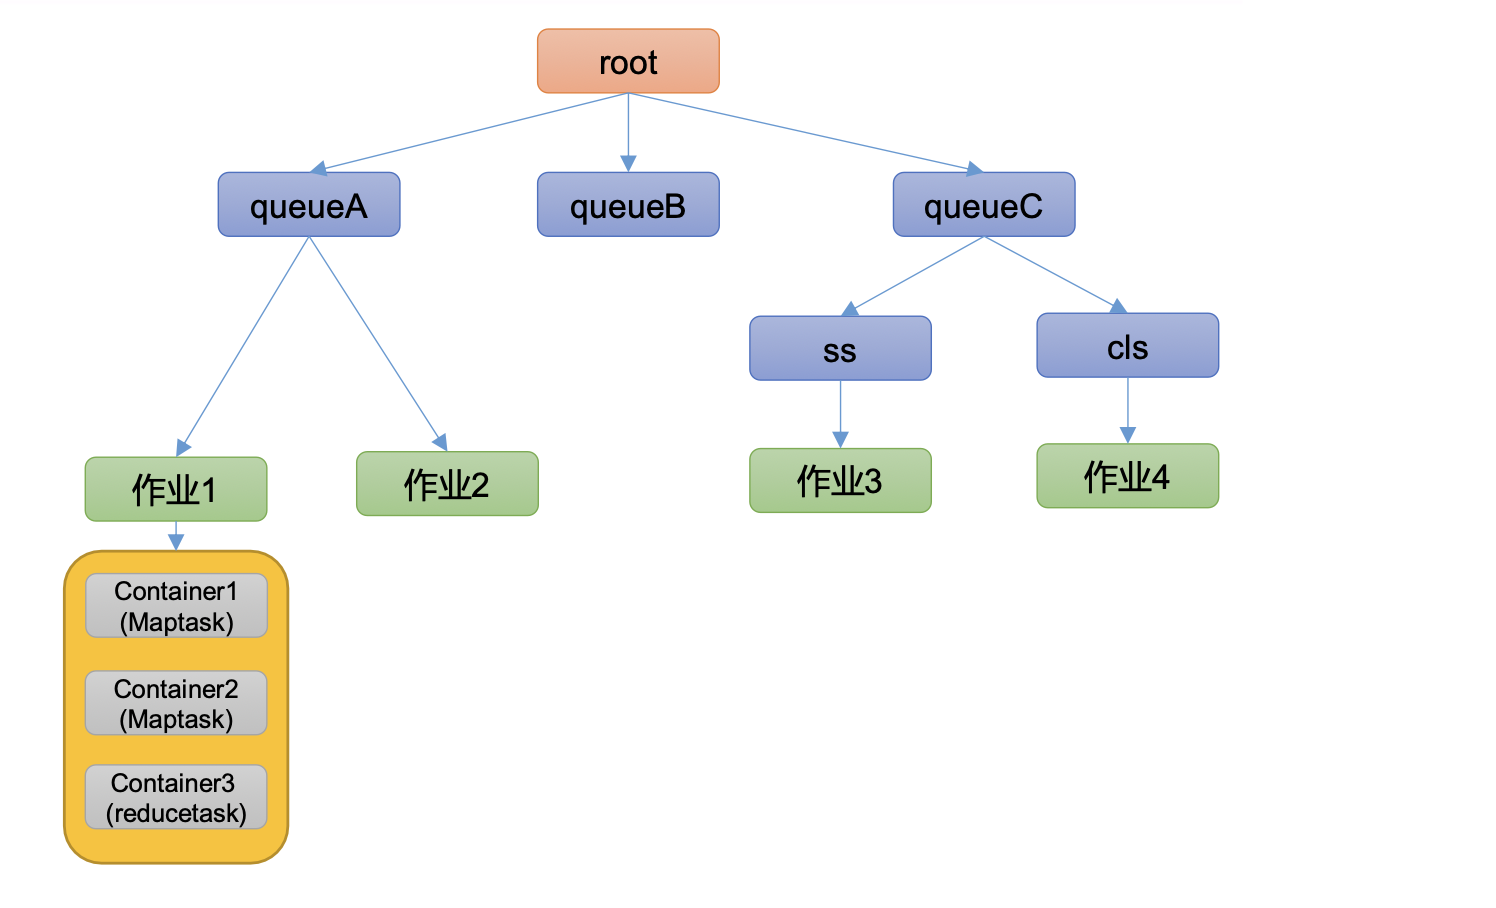 root
queueA
queueB
queueC
ss
cls
作业1
作业2
作业3
作业4
Container1
(Maptask)
Container2
(Maptask)
Container3
(reducetask)